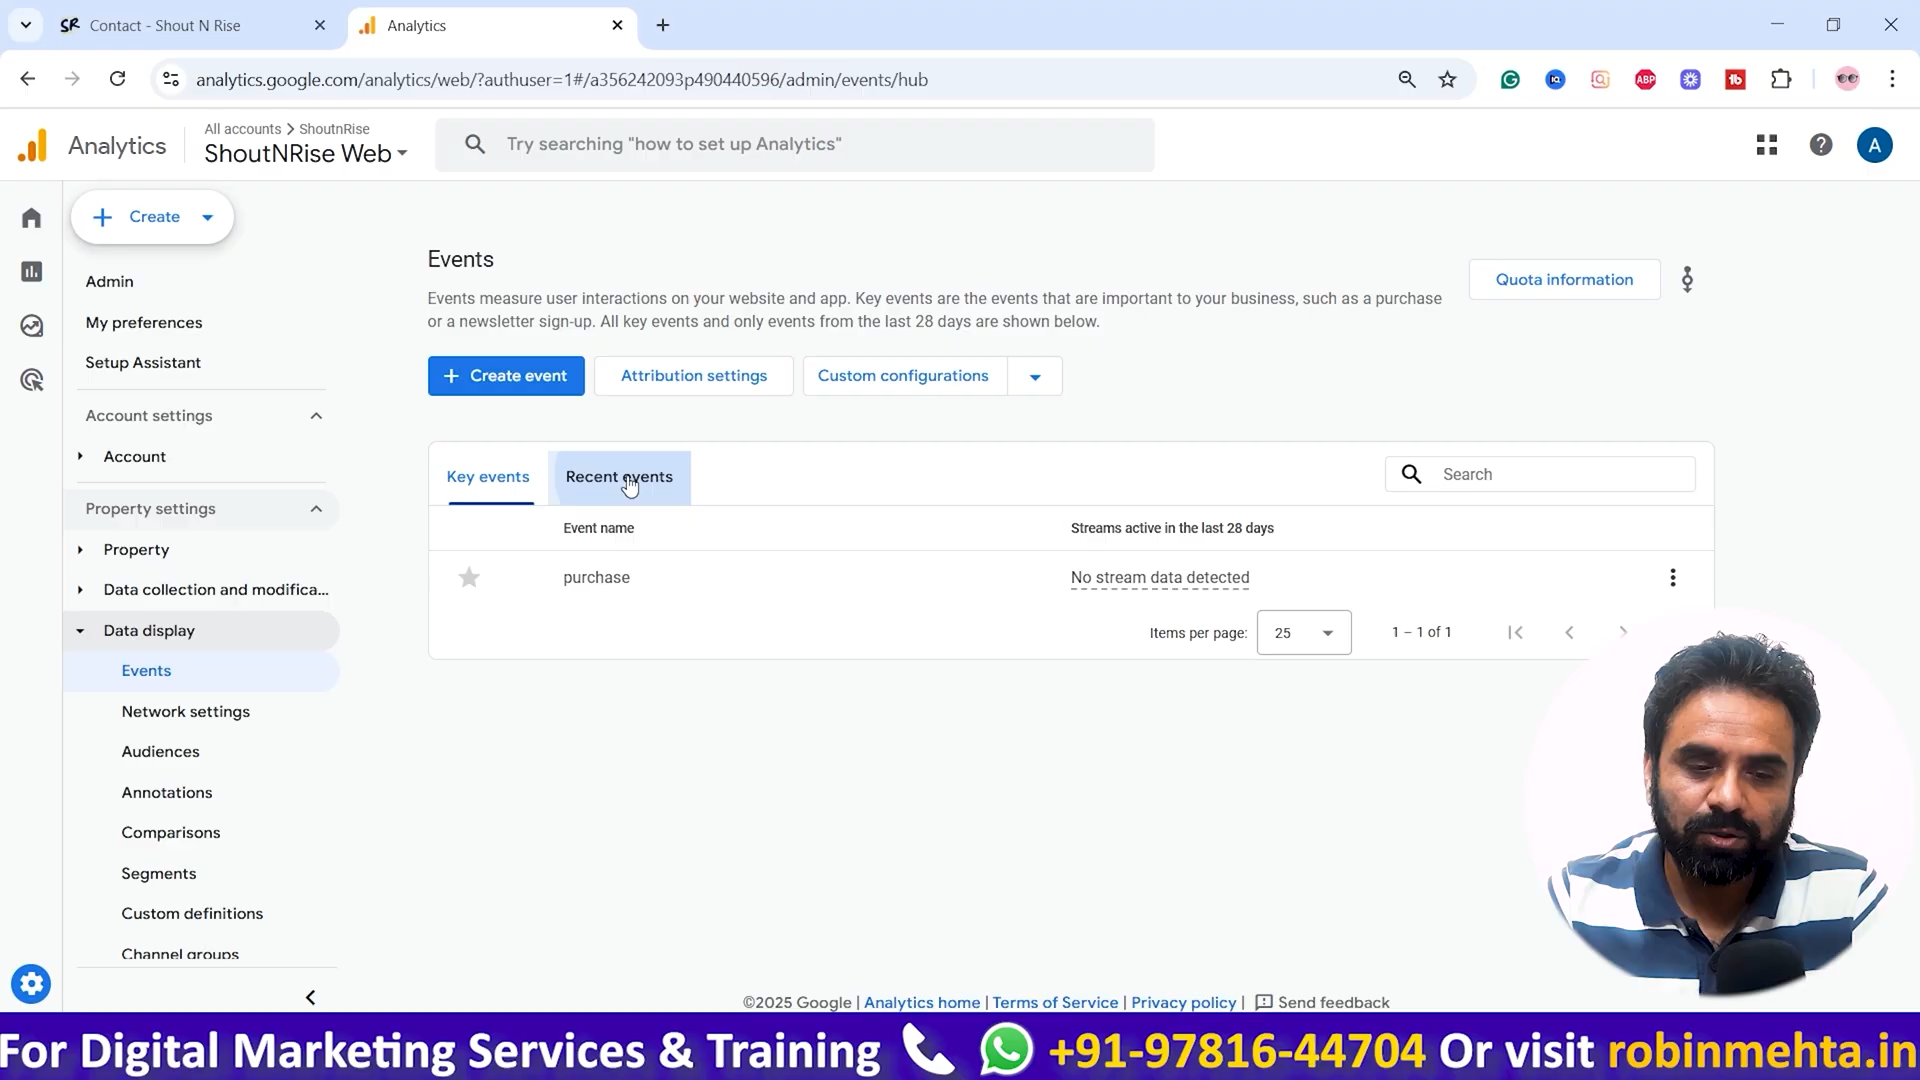 Contact - Shout N Rise
Analytics
analytics.google.com/analytics/web/?authuser=1#/a356242093p490440596/admin/events/hub
Analytics
All accounts > ShoutnRise
ShoutNRise Web
Try searching "how to set up Analytics"
A
Create
Admin
My preferences
Setup Assistant
Account settings
Account
Property settings
Property
Data collection and modifica...
Data display
Events
Network settings
Audiences
Annotations
Comparisons
Segments
Custom definitions
Channel groups
Events
Events measure user interactions on your website and app. Key events are the events that are important to your business, such as a purchase
or a newsletter sign-up. All key events and only events from the last 28 days are shown below.
Quota information
+ Create event
Attribution settings
Custom configurations
Key events
Recent events
Search
Event name
Streams active in the last 28 days
purchase
No stream data detected
Items per page:
25
1 – 1 of 1
©2025 Google | Analytics home | Terms of Service | Privacy policy | Send feedback
For Digital Marketing Services & Training +91-97816-44704 Or visit robinmehta.in